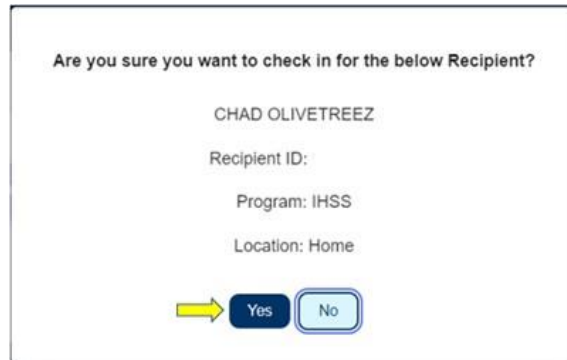 Are you sure you want to check in for the below Recipient?
CHAD OLIVETREEZ
Recipient ID:
Program: IHSS
Location: Home
Yes No